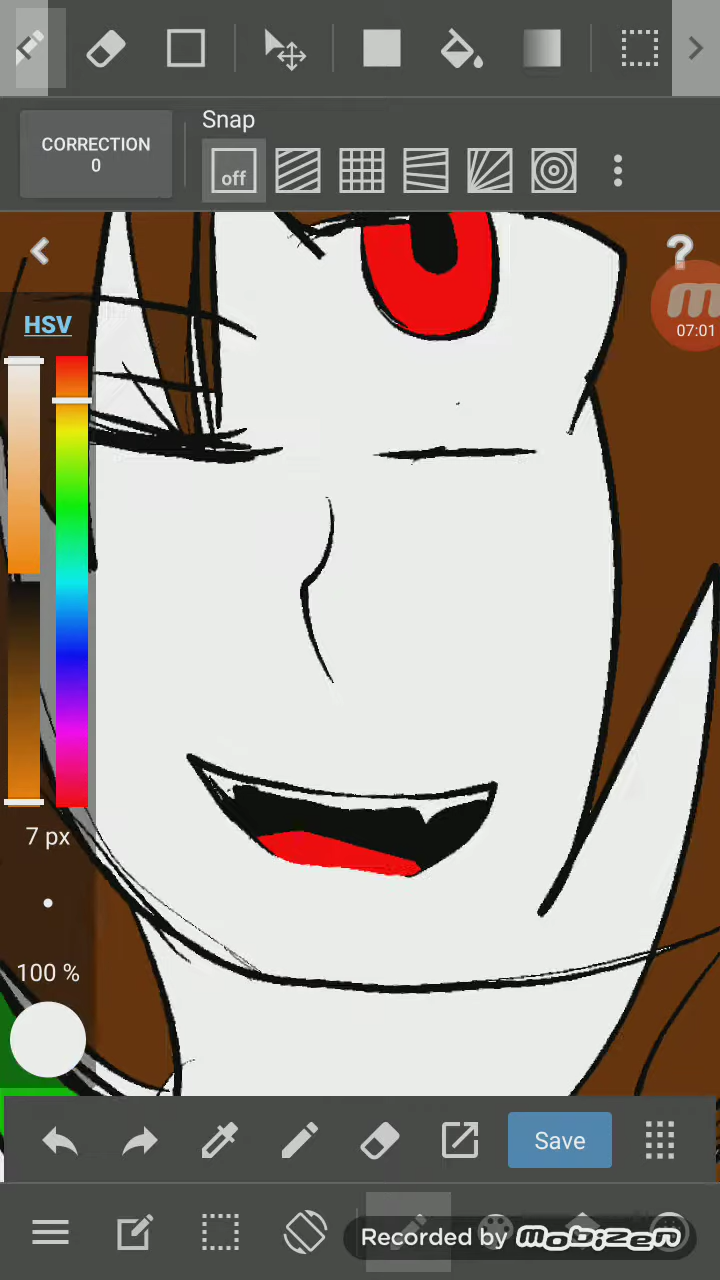 Snap
CORRECTION
0
off
?
HSV
07:01
7 px
100 %
Save
Recorded by mobizen